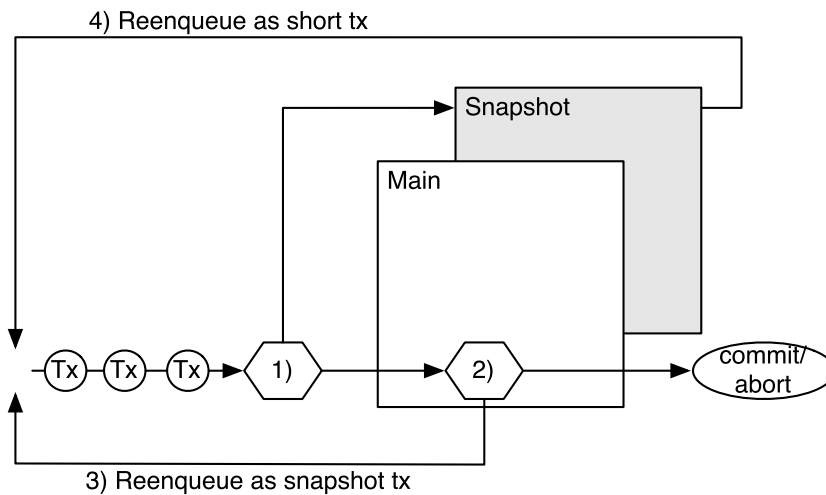 4) Reenqueue as short tx
Snapshot
Main
Tx Tx Tx 1) 2) commit/
abort
3) Reenqueue as snapshot tx